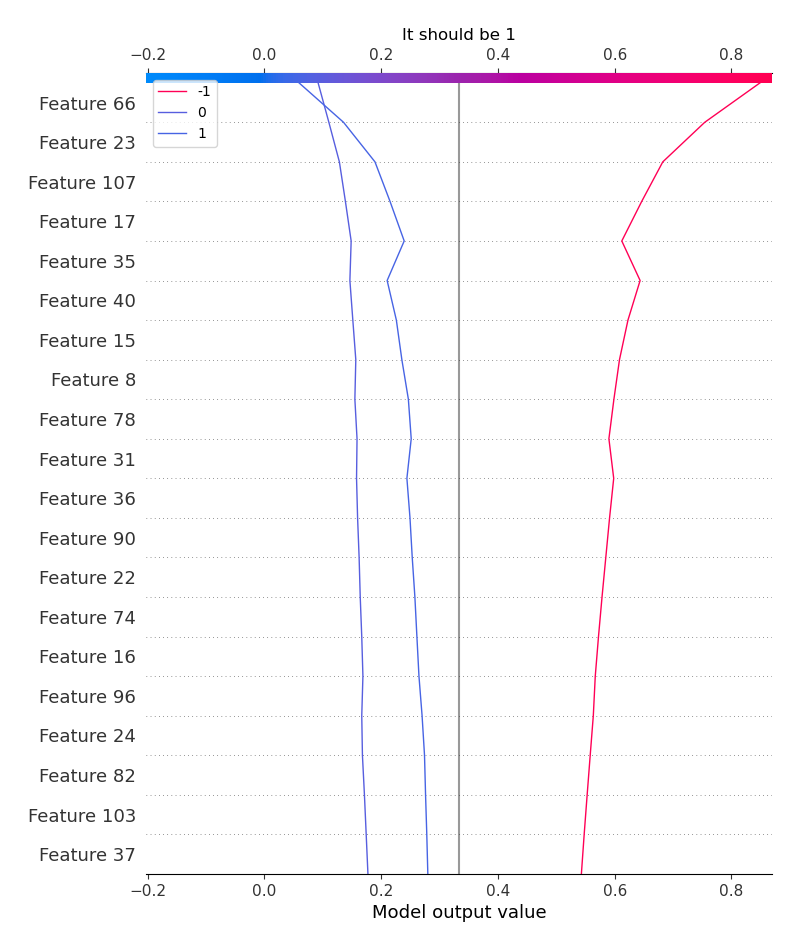 It should be 1
−0.2 0.0 0.2 0.4 0.6 0.8
-1
0
1
Feature 66
Feature 23
Feature 107
Feature 17
Feature 35
Feature 40
Feature 15
Feature 8
Feature 78
Feature 31
Feature 36
Feature 90
Feature 22
Feature 74
Feature 16
Feature 96
Feature 24
Feature 82
Feature 103
Feature 37
−0.2 0.0 0.2 0.4 0.6 0.8
Model output value